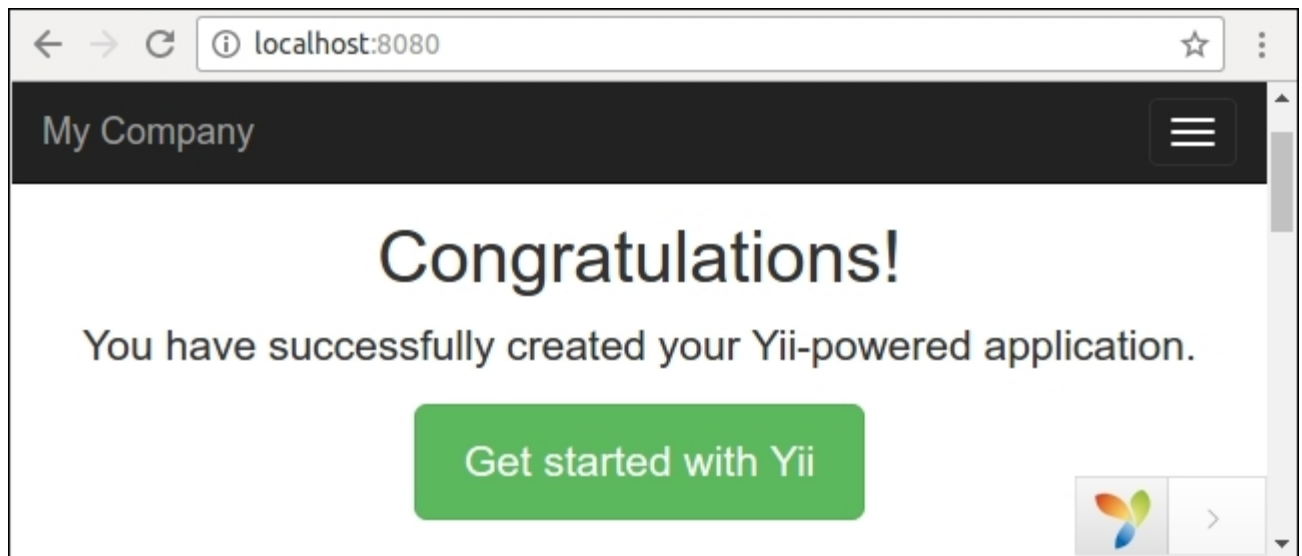 localhost:8080
My Company
Congratulations!
You have successfully created your Yii-powered application.
Get started with Yii